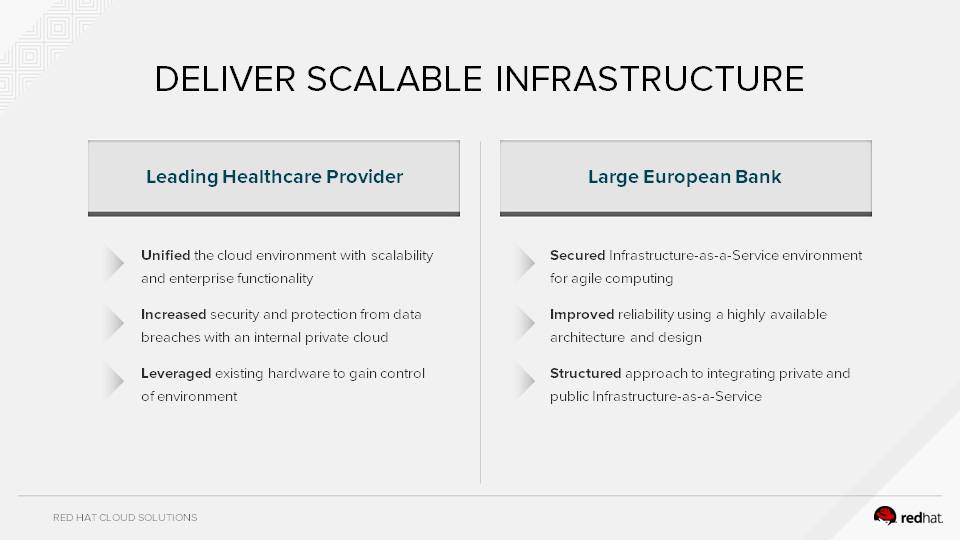 DELIVER SCALABLE INFRASTRUCTURE
Leading Healthcare Provider
Unified the cloud environment with scalability
and enterprise functionality
Increased security and protection from data
breaches with an internal private cloud
Leveraged existing hardware to gain control
of environment
Large European Bank
Secured Infrastructure-as-a-Service environment
for agile computing
Improved reliability using a highly available
architecture and design
Structured approach to integrating private and
public Infrastructure-as-a-Service
RED HAT CLOUD SOLUTIONS
redhat.